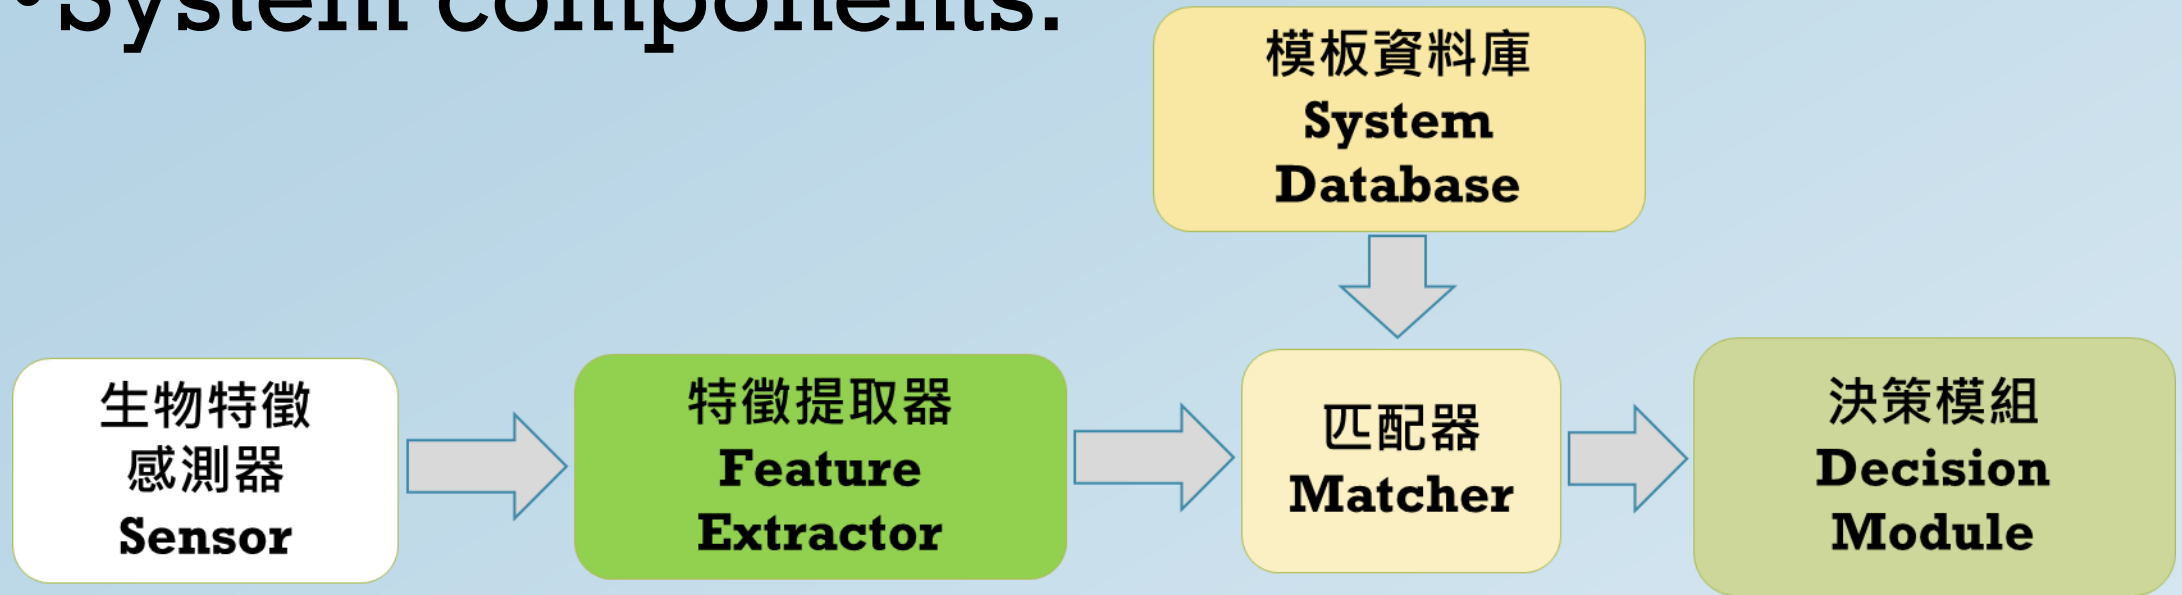 •System components:
模板資料庫
System
Database
生物特徵
感測器
Sensor
特徵提取器
Feature
Extractor
匹配器
Matcher
決策模組
Decision
Module